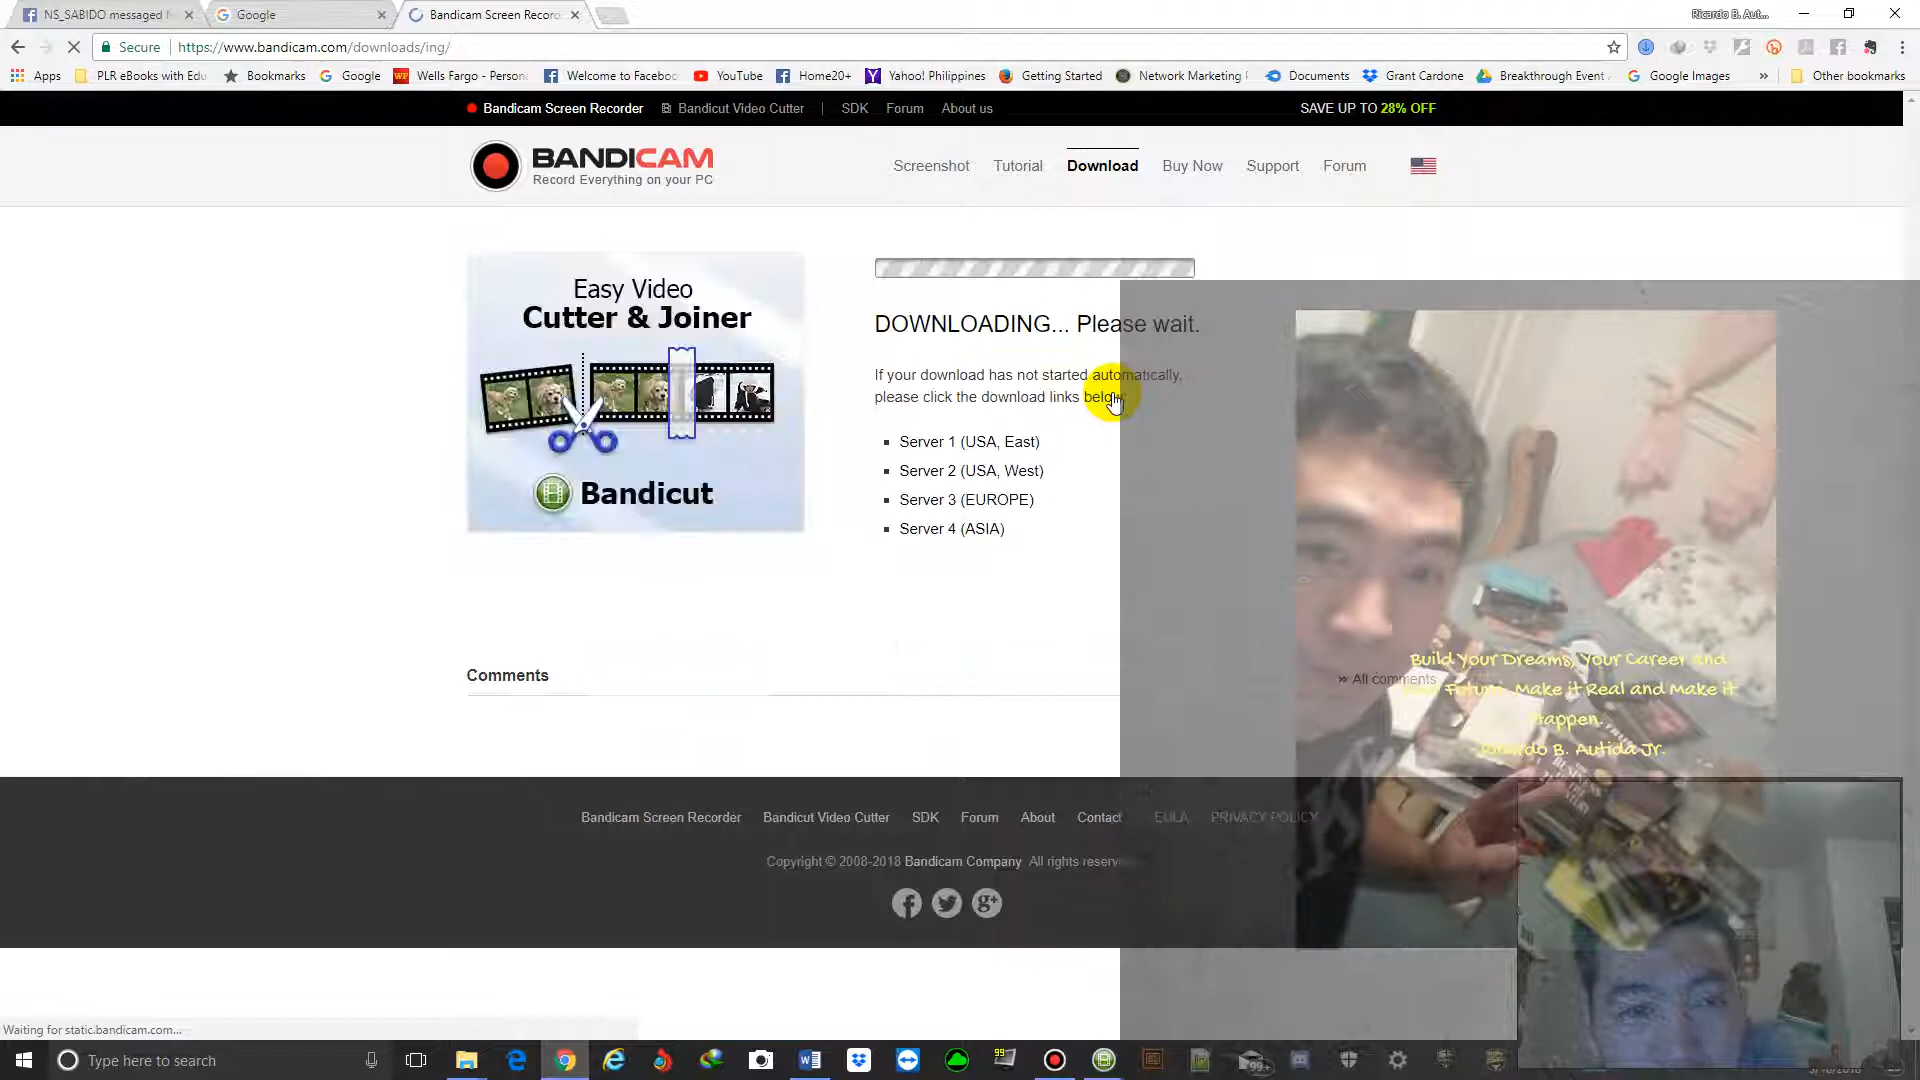 NS_SABIDO messaged
Google
Bandicam Screen Recor
Ricardo B. Aut...
Secure
https://www.bandicam.com/downloads/ing/
Apps
PLR eBooks with Edu
Bookmarks
Google
Wells Fargo - Person
Welcome to Faceboo
YouTube
Home20+
Yahoo! Philippines
Getting Started
Network Marketing
Documents
Grant Cardone
Breakthrough Event
Google Images
»
Other bookmarks
Bandicam Screen Recorder
Bandicut Video Cutter
SDK
Forum
About us
SAVE UP TO 28% OFF
BANDICAM
Record Everything on your PC
Screenshot
Tutorial
Download
Buy Now
Support
Forum
Easy Video
Cutter & Joiner
Bandicut
DOWNLOADING... Please wait.
If your download has not started automatically,
please click the download links below
Server 1 (USA, East)
Server 2 (USA, West)
Server 3 (EUROPE)
Server 4 (ASIA)
Comments
» All comments
Build Your Dreams, Your Career and
Future. Make it Real and Make it
Happen.
Ricardo B. Autida Jr.
Bandicam Screen Recorder
Bandicut Video Cutter
SDK
Forum
About
Contact
EULA
PRIVACY POLICY
Copyright © 2008-2018 Bandicam Company All rights reserve
Waiting for static.bandicam.com...
Type here to search
99+